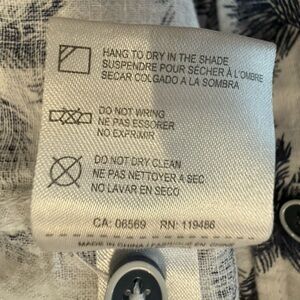 HANG TO DRY IN THE SHADE
SUSPENDRE POUR SÉCHER À L'OMBRE
SECAR COLGADO A LA SOMBRA
DO NOT WRING
NE PAS ESSORER
NO EXPRIMIR
DO NOT DRY CLEAN
NE PAS NETTOYER A SEC
NO LAVAR EN SECO
CA: 06569 RN: 119486
MADE IN CHINA